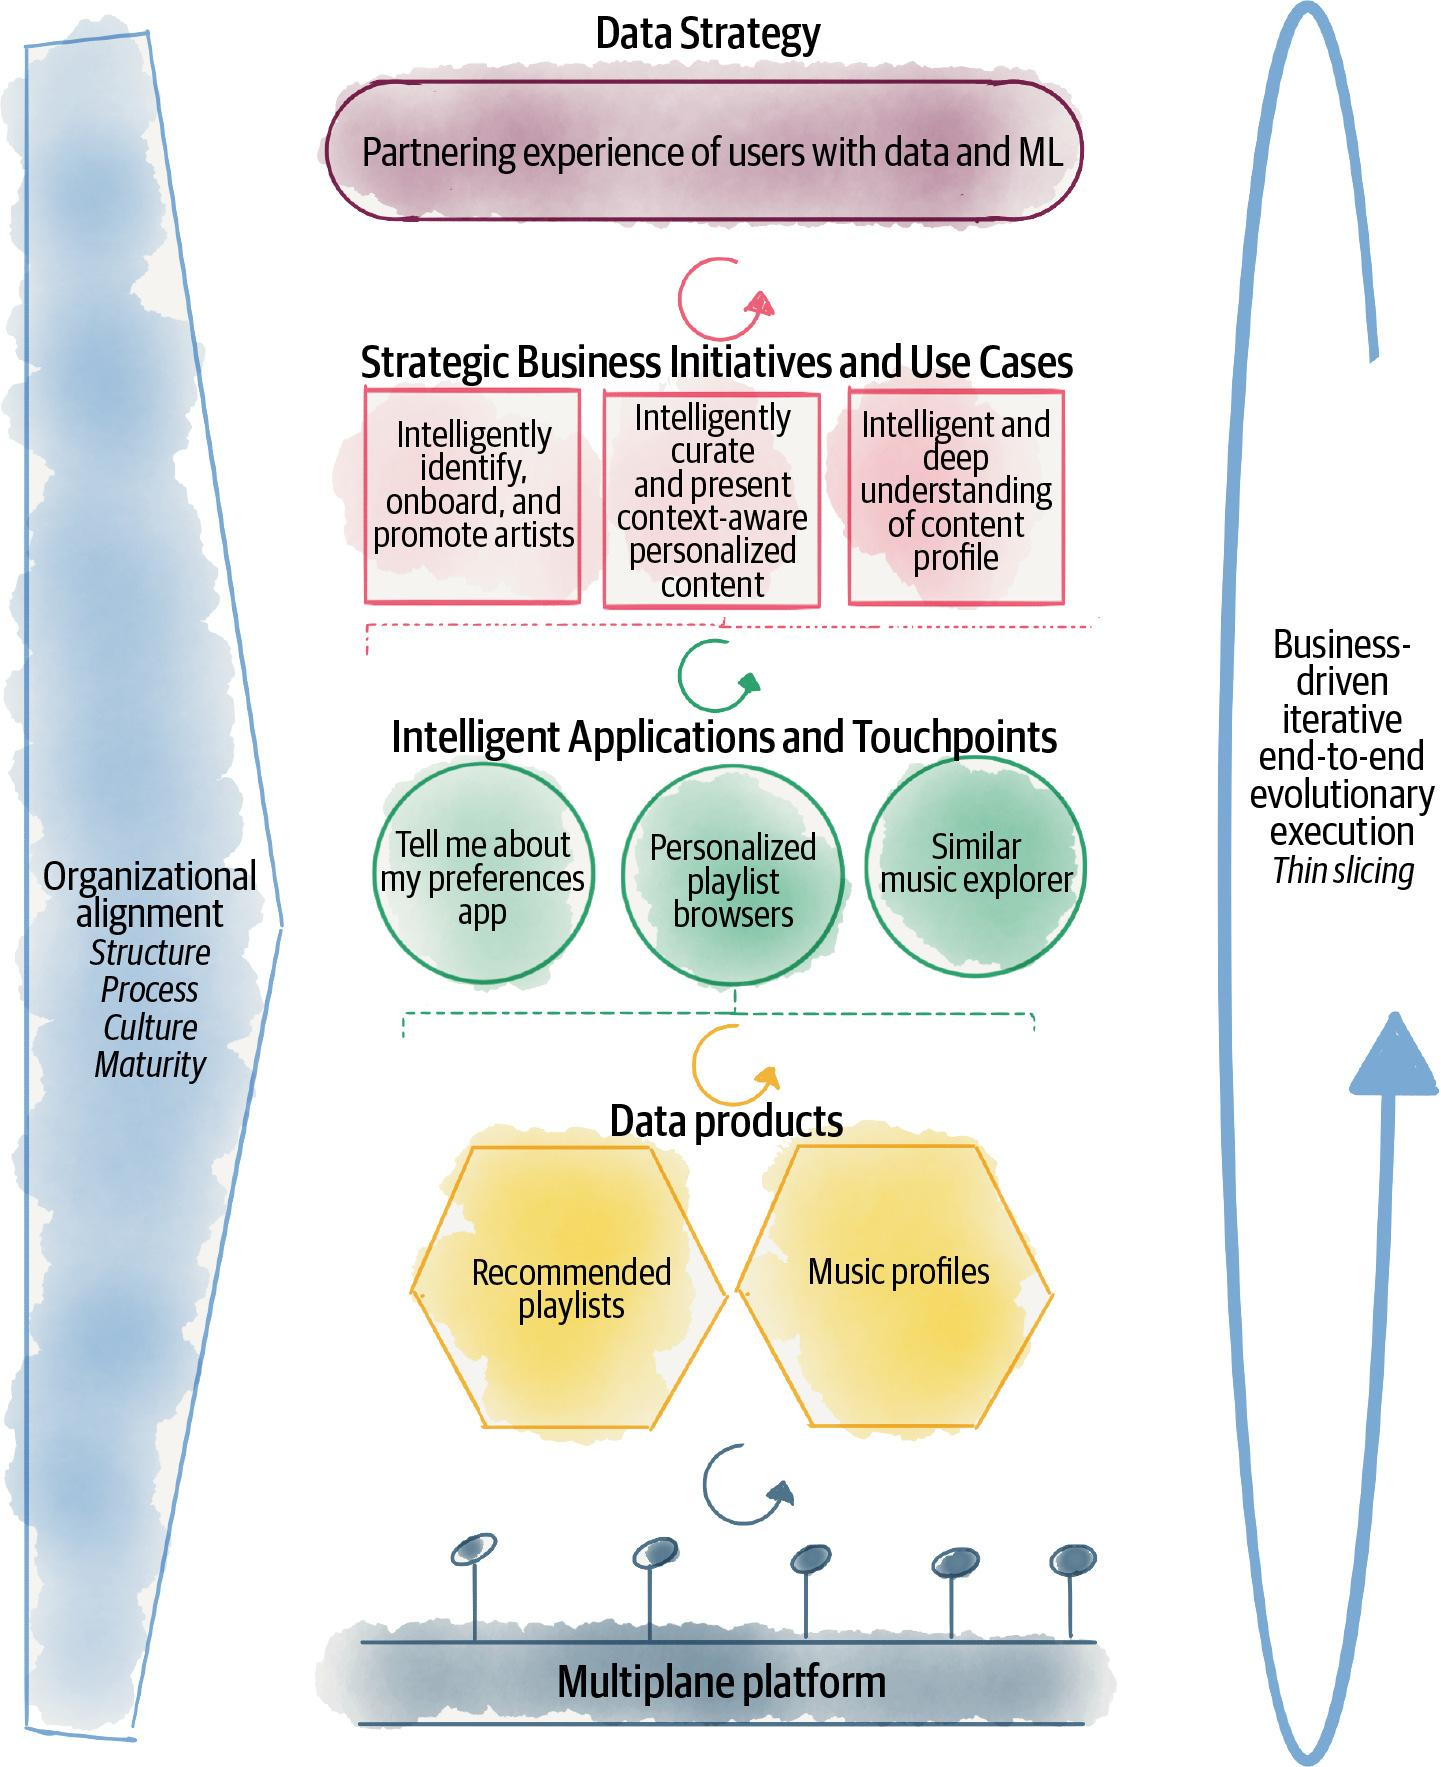 Data Strategy
Partnering experience of users with data and ML
Strategic Business Initiatives and Use Cases
Intelligently
identify,
onboard, and
promote artists
Intelligently
curate
and present
context-aware
personalized
content
Intelligent and
deep
understanding
of content
profile
Intelligent Applications and Touchpoints
Tell me about
my preferences
app
Personalized
playlist
browsers
Similar
music explorer
Data products
Recommended
playlists
Music profiles
Multiplane platform
Organizational
alignment
Structure
Process
Culture
Maturity
Business-
driven
iterative
end-to-end
evolutionary
execution
Thin slicing